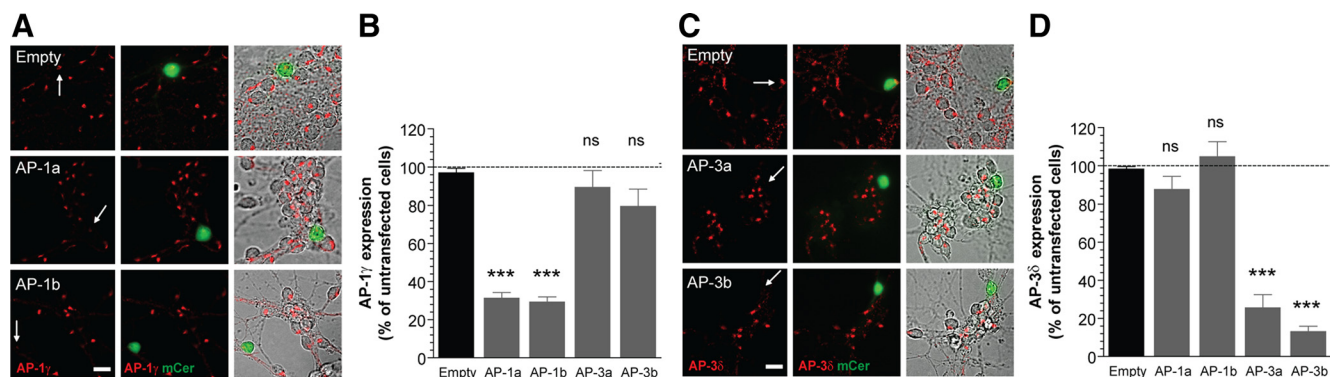 A
Empty
AP-1a
AP-1b
AP-1γ
AP-1γ mCer
B
AP-1γ expression
(% of untransfected cells)
120
100
80
60
40
20
0
ns
ns
***
***
Empty AP-1a AP-1b AP-3a AP-3b
C
Empty
AP-3a
AP-3b
AP-3δ
AP-3δ mCer
D
AP-3δ expression
(% of untransfected cells)
120
100
80
60
40
20
0
ns
ns
***
***
Empty AP-1a AP-1b AP-3a AP-3b